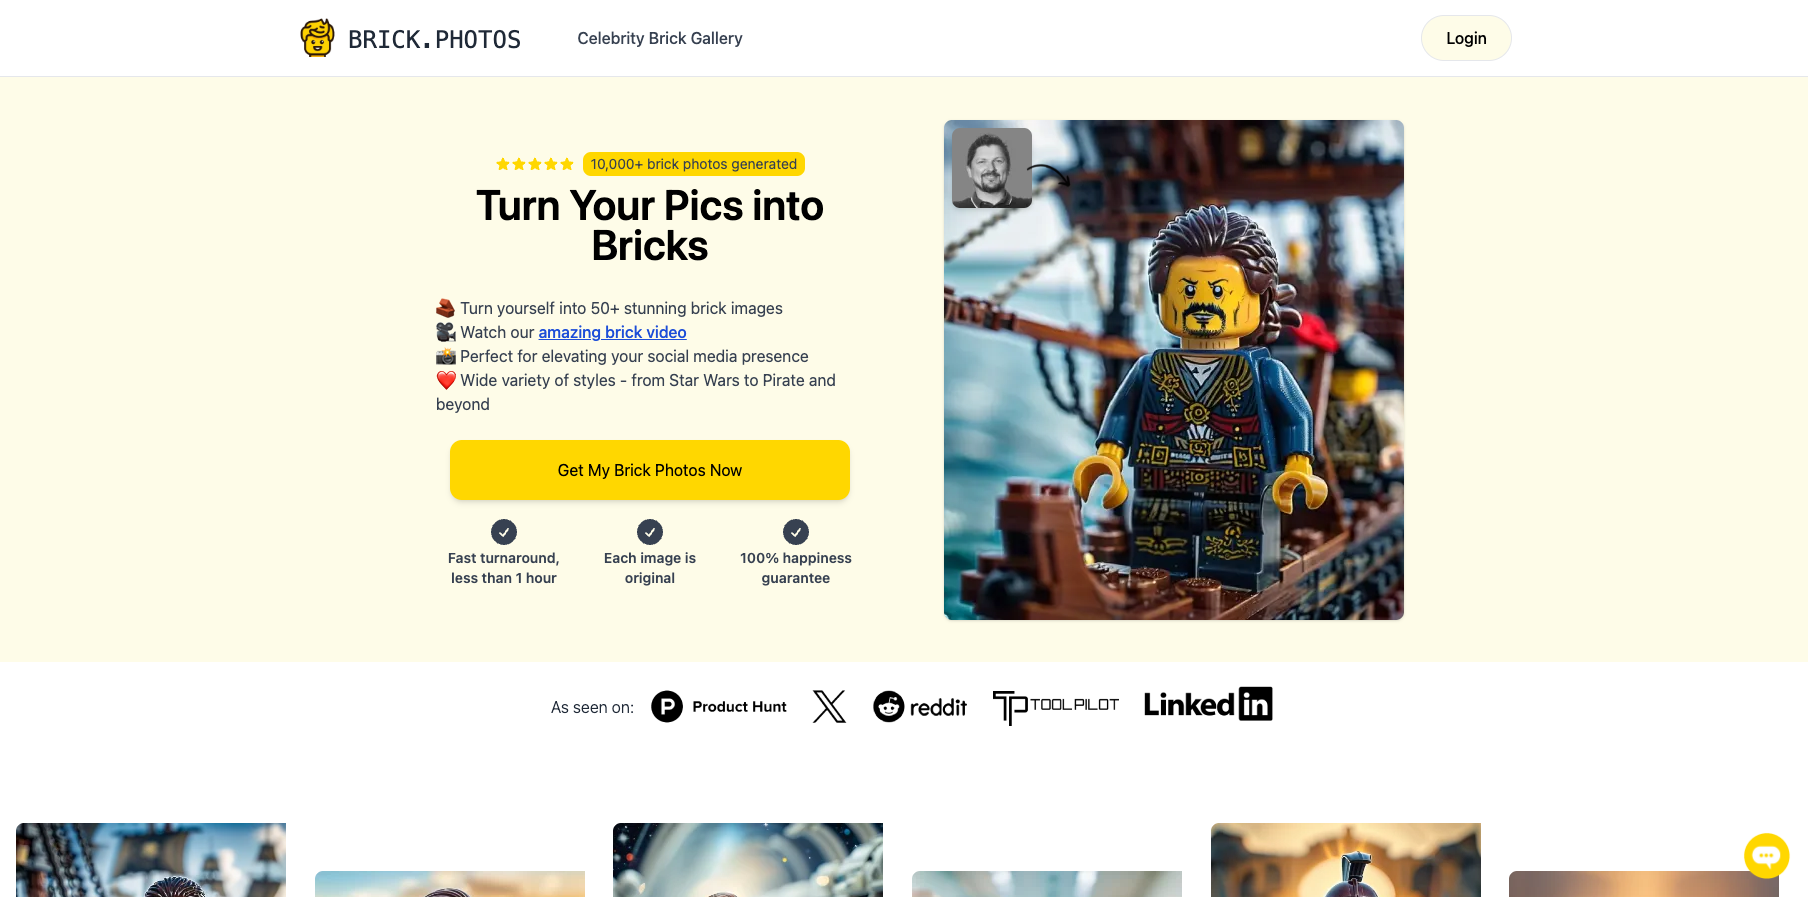 BRICK.PHOTOS
Celebrity Brick Gallery
Login
10,000+ brick photos generated
Turn Your Pics into
Bricks
Turn yourself into 50+ stunning brick images
Watch our amazing brick video
Perfect for elevating your social media presence
Wide variety of styles - from Star Wars to Pirate and
beyond
Get My Brick Photos Now
Fast turnaround,
less than 1 hour
Each image is
original
100% happiness
guarantee
As seen on:
Product Hunt
reddit
TP TOOLPILOT
Linkedin